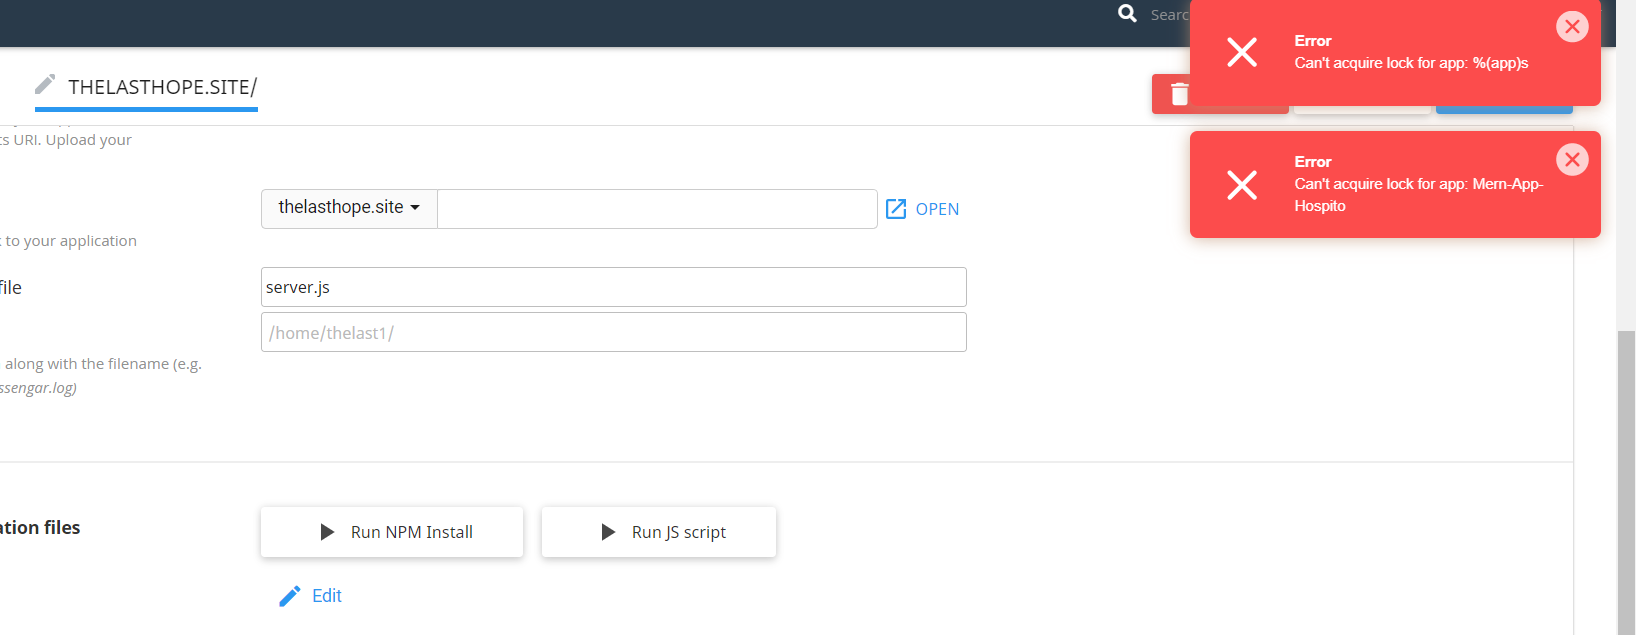 Searc
Error
Can't acquire lock for app: %(app)s
THELASTHOPE.SITE/
ts URI. Upload your
Error
Can't acquire lock for app: Mern-App-
Hospito
thelasthope.site
OPEN
to your application
file
server.js
/home/thelast1/
along with the filename (e.g.
ssengar.log)
ation files
Run NPM Install
Run JS script
Edit